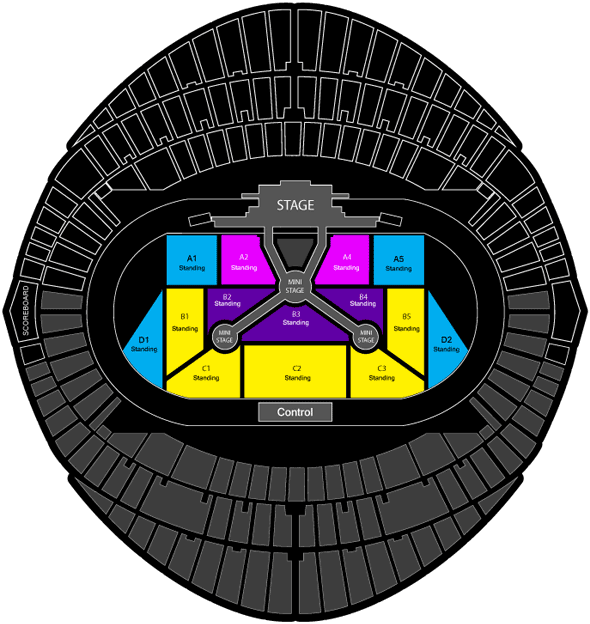 STAGE
A1
Standing
A2
Standing
A4
Standing
A5
Standing
MINI
STAGE
SCOREBOARD
B1
Standing
B2
Standing
B3
Standing
B4
Standing
B5
Standing
D1
Standing
MINI
STAGE
MINI
STAGE
D2
Standing
C1
Standing
C2
Standing
C3
Standing
Control